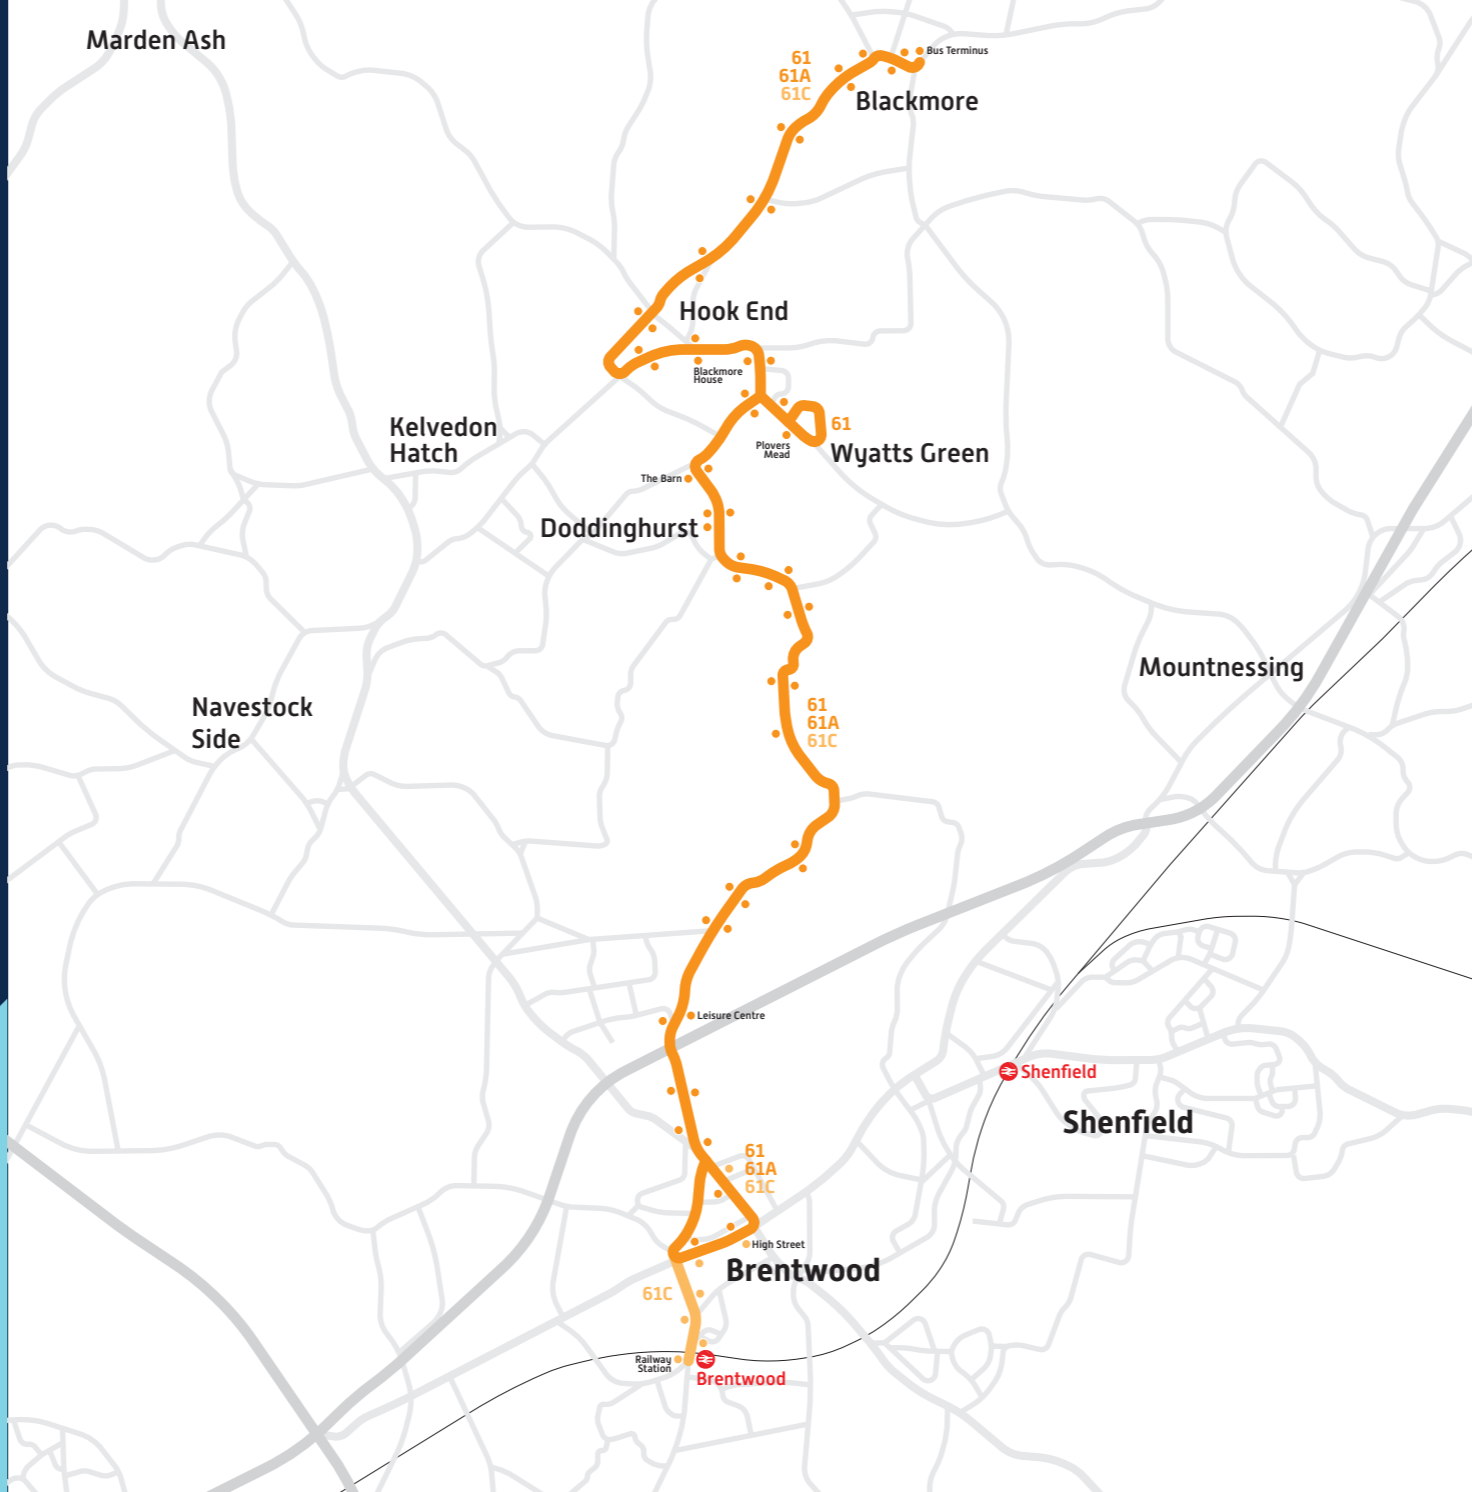 Marden Ash
Bus Terminus
61
61A
61C
Blackmore
Hook End
Blackmore
House
Kelvedon
Hatch
61
Plovers
Mead
Wyatts Green
The Barn
Doddinghurst
Mountnessing
Navestock
Side
61
61A
61C
Leisure Centre
Shenfield
Shenfield
61
61A
61C
High Street
Brentwood
61C
Railway
Station
Brentwood